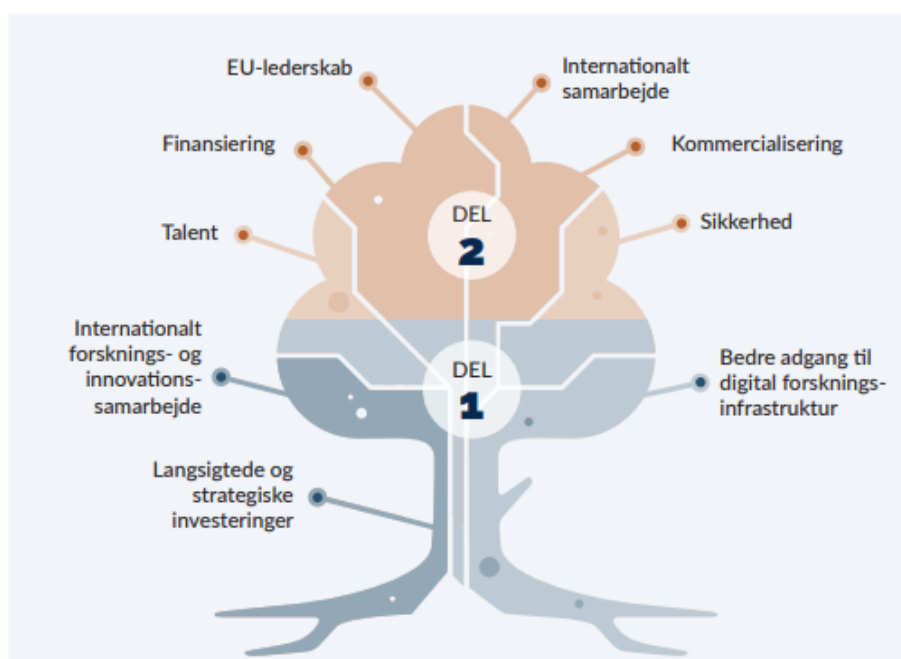 EU-lederskab
Internationalt
samarbejde
Finansiering
Kommercialisering
Talent
DEL
2
Sikkerhed
Internationalt
forsknings- og
innovations-
samarbejde
DEL
1
Bedre adgang til
digital forsknings-
infrastruktur
Langsigtede og
strategiske
investeringer